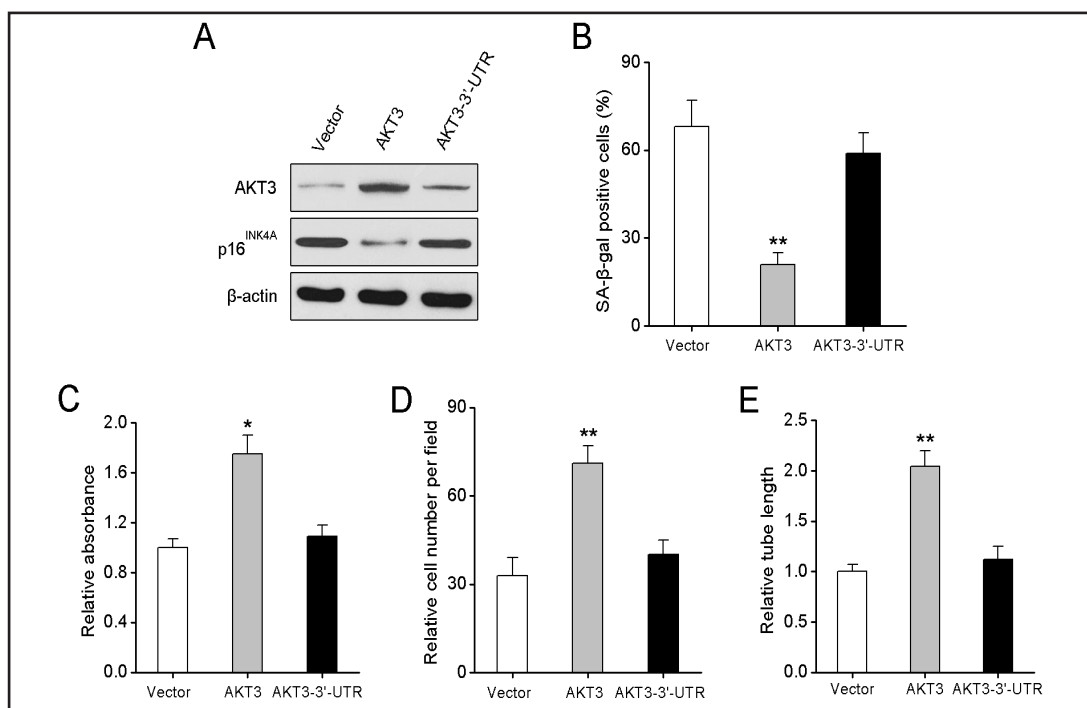 A
Vector
AKT3
AKT3-3'-UTR
AKT3
p16INK4A
β-actin
B
SA-β-gal positive cells (%)
90
60
30
0
**
Vector
AKT3
AKT3-3'-UTR
C
Relative absorbance
2.0
1.6
1.2
0.8
0.4
0.0
*
Vector
AKT3
AKT3-3'-UTR
D
Relative cell number per field
90
60
30
0
**
Vector
AKT3
AKT3-3'-UTR
E
Relative tube length
2.5
2.0
1.5
1.0
0.5
0.0
**
Vector
AKT3
AKT3-3'-UTR